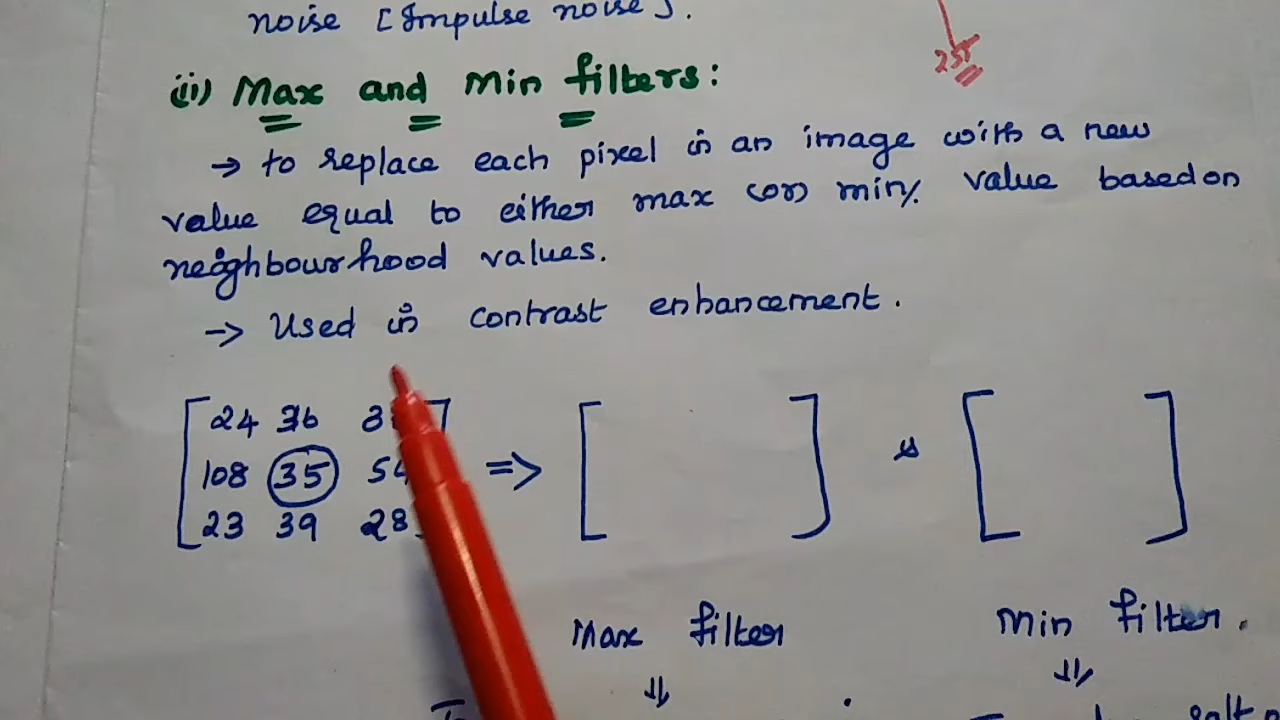 noise [Impulse noise].
255
(ii) Max and Min filters:
→ to replace each pixel in an image with a new
value equal to either max (or) min. value based on
neighbourhood values.
→ Used in contrast enhancement.
24 36
108 35 54
23 39 28
⇒ [ ] & [ ]
Max filter Min filter.
⇓ ⇓